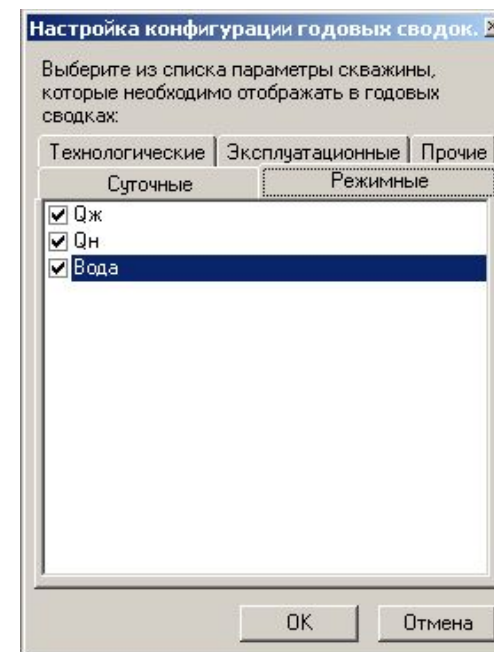 Настройка конфигурации годовых сводок.
Выберите из списка параметры скважины,
которые необходимо отображать в годовых
сводках:
Технологические Эксплуатационные Прочие
Суточные Режимные
Qж
Qн
Вода
OK Отмена